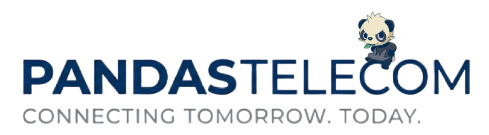 PANDASTELECOM
CONNECTING TOMORROW. TODAY.